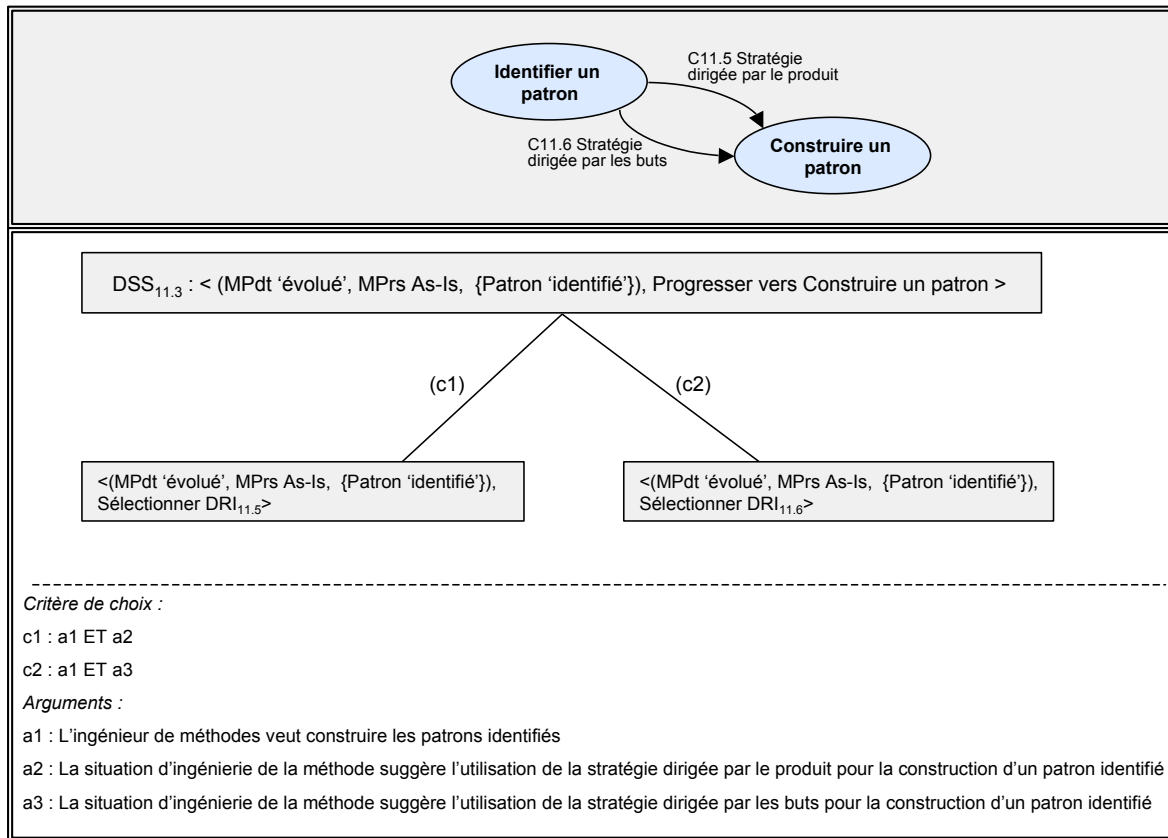 Identifier un
patron
C11.5 Stratégie
dirigée par le produit
C11.6 Stratégie
dirigée par les buts
Construire un
patron
DSS11.3 : < (MPdt ‘évolué’, MPrs As-Is, {Patron ‘identifié’}), Progresser vers Construire un patron >
(c1)
(c2)
<(MPdt ‘évolué’, MPrs As-Is, {Patron ‘identifié’}),
Sélectionner DRI11.5>
<(MPdt ‘évolué’, MPrs As-Is, {Patron ‘identifié’}),
Sélectionner DRI11.6>
Critère de choix :
c1 : a1 ET a2
c2 : a1 ET a3
Arguments :
a1 : L’ingénieur de méthodes veut construire les patrons identifiés
a2 : La situation d’ingénierie de la méthode suggère l’utilisation de la stratégie dirigée par le produit pour la construction d’un patron identifié
a3 : La situation d’ingénierie de la méthode suggère l’utilisation de la stratégie dirigée par les buts pour la construction d’un patron identifié